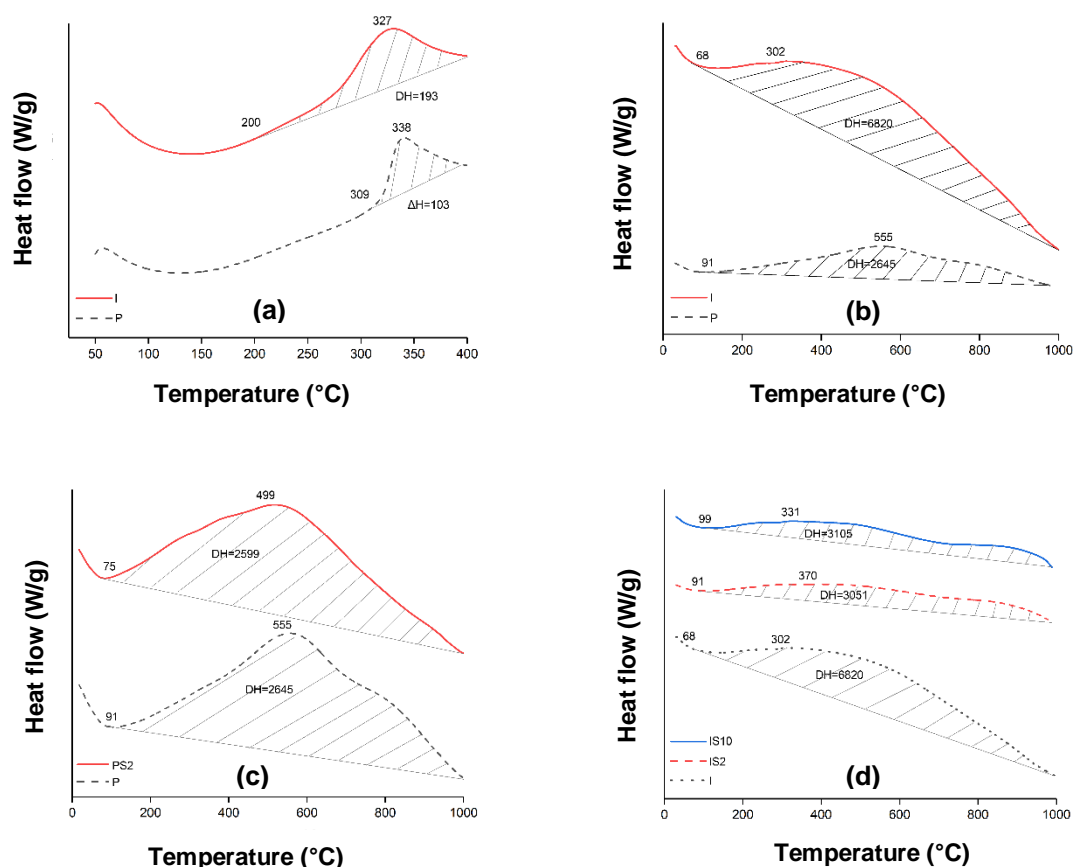 327
DH=193
200
338
309
ΔH=103
Heat flow (W/g)
I
P
(a)
50 100 150 200 250 300 350 400
Temperature (°C)
68
302
DH=6820
555
91
DH=2645
Heat flow (W/g)
I
P
(b)
0 200 400 600 800 1000
Temperature (°C)
499
DH=2599
75
555
DH=2645
91
Heat flow (W/g)
PS2
P
(c)
0 200 400 600 800 1000
Temperature (°C)
99
331
DH=3105
91
370
DH=3051
68
302
DH=6820
Heat flow (W/g)
IS10
IS2
I
(d)
0 200 400 600 800 1000
Temperature (°C)